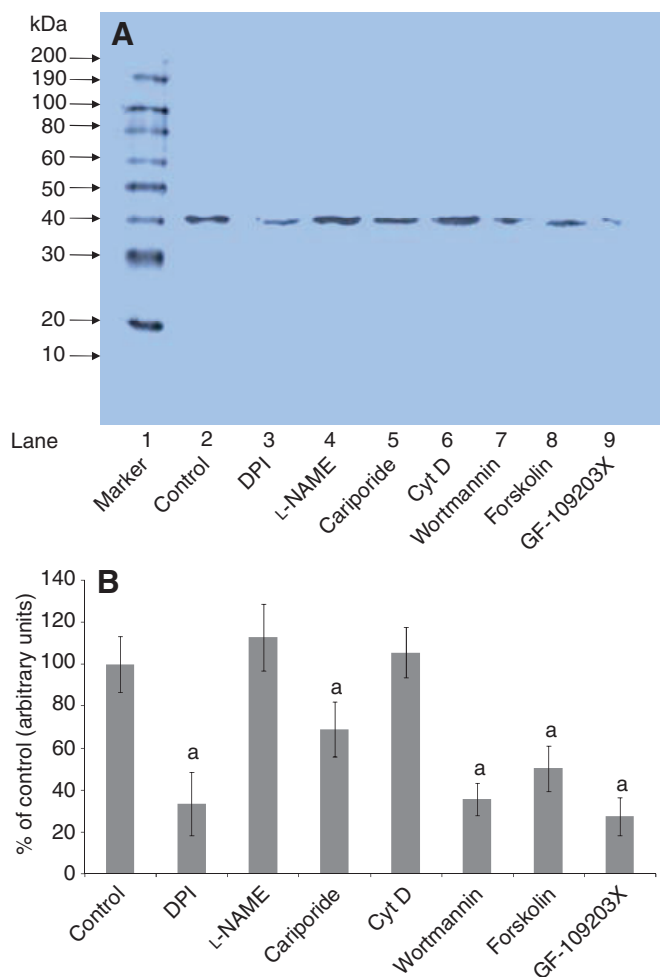 kDa
A
200
190
100
80
60
50
40
30
20
10
Lane 1 2 3 4 5 6 7 8 9
Marker
Control
DPI
L-NAME
Cariporide
Cyt D
Wortmannin
Forskolin
GF-109203X
B
% of control (arbitrary units)
140
120
100
80
60
40
20
0
a
a
a
a
a
Control
DPI
L-NAME
Cariporide
Cyt D
Wortmannin
Forskolin
GF-109203X